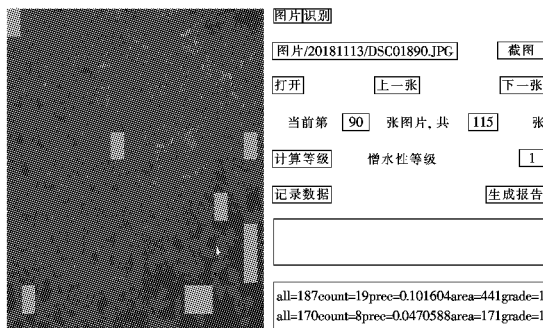 图片识别
图片/20181113/DSC01890.JPG 截图
打开 上一张 下一张
当前第 90 张图片, 共 115 张
计算等级 憎水性等级 1
记录数据 生成报告
all=187count=19prec=0.101604area=441grade=1
all=170count=8prec=0.0470588area=171grade=1